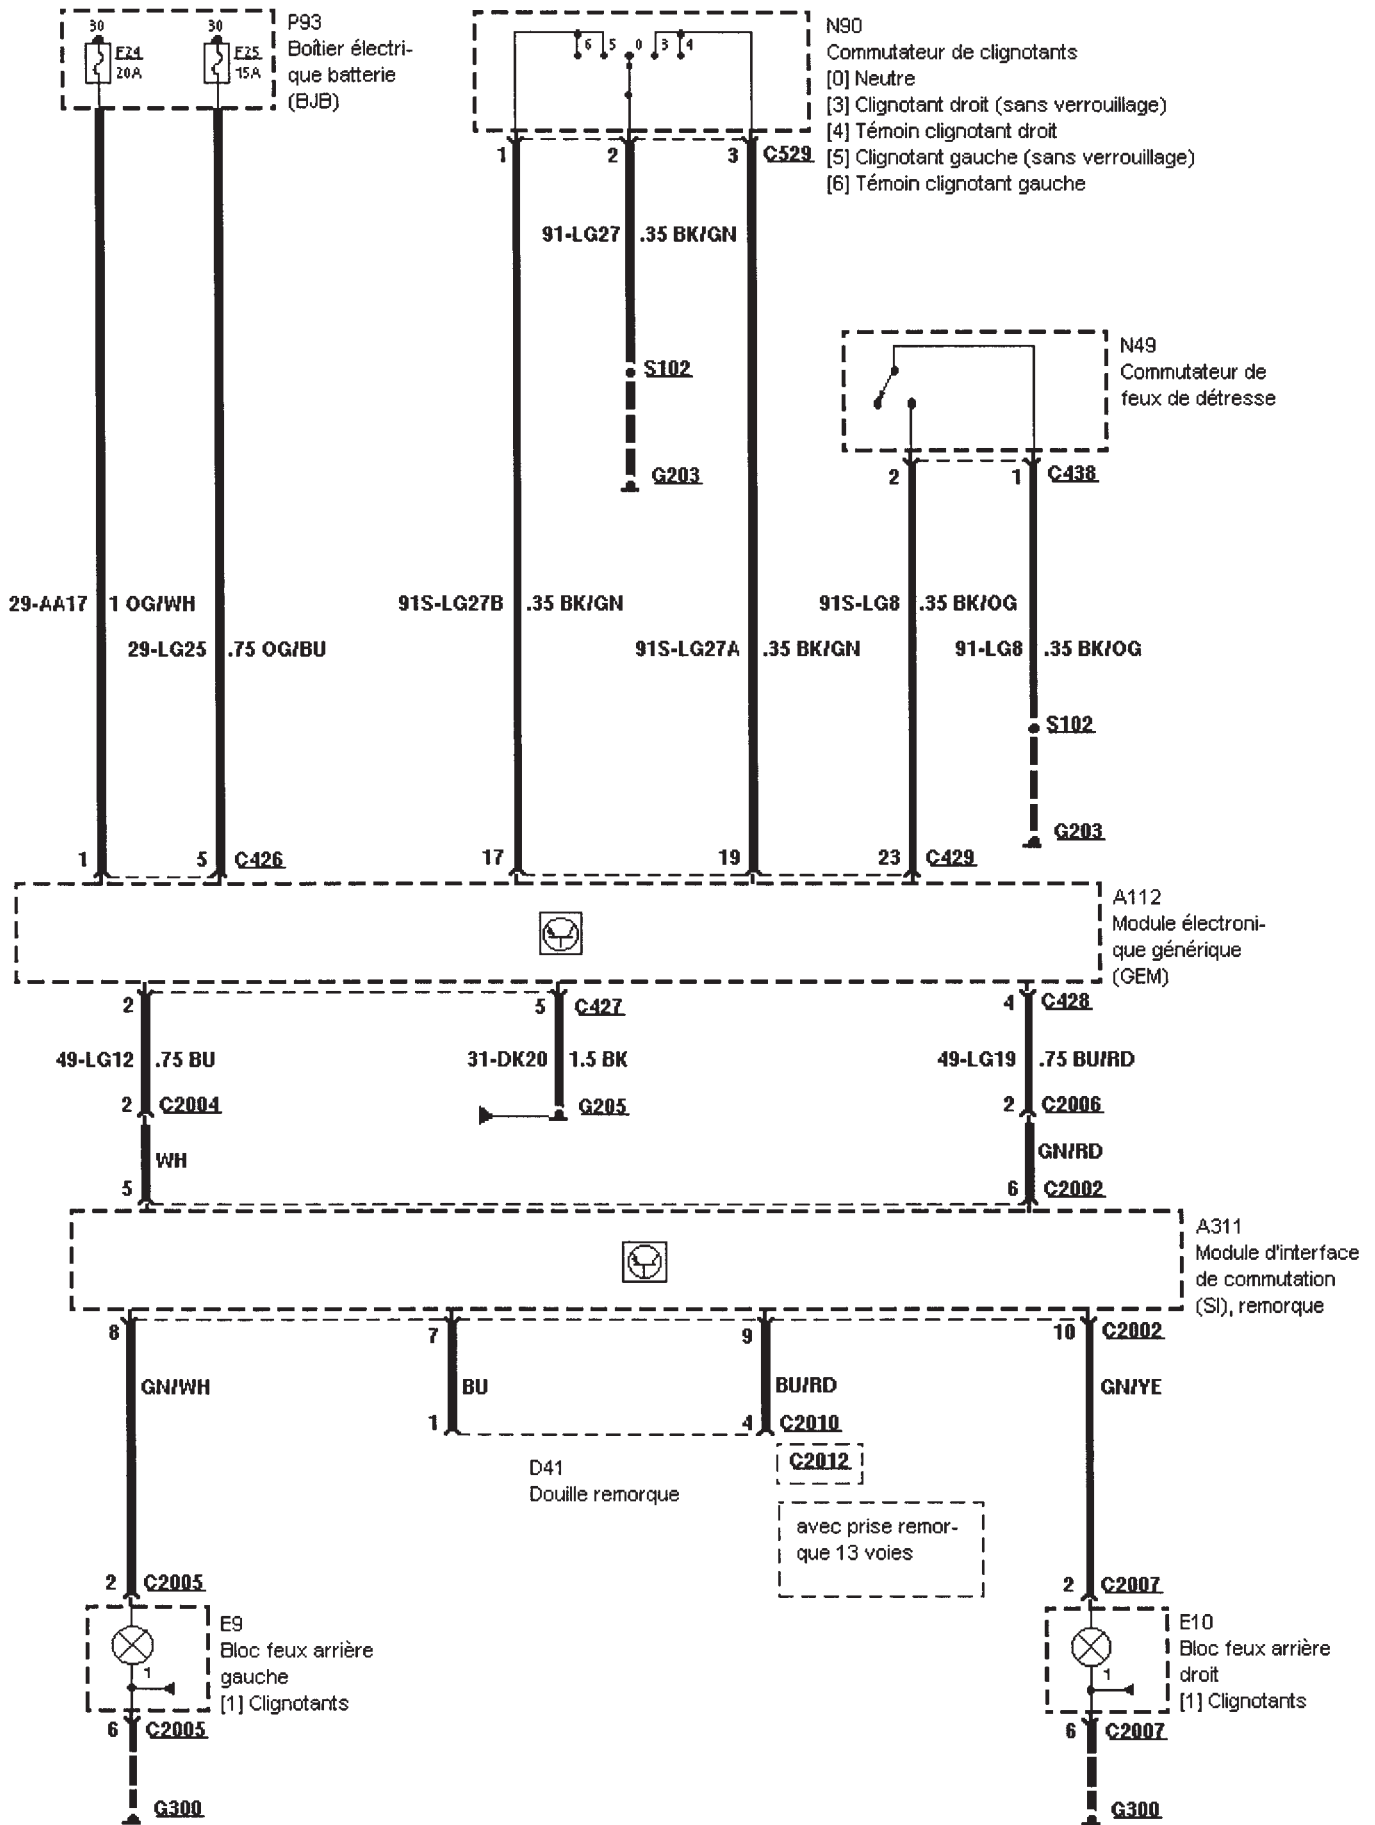 30
F24
20A
30
F25
15A
P93
Boîtier électri-
que batterie
(BJB)
6
5
0
3
4
N90
Commutateur de clignotants
[0] Neutre
[3] Clignotant droit (sans verrouillage)
[4] Témoin clignotant droit
[5] Clignotant gauche (sans verrouillage)
[6] Témoin clignotant gauche
1
2
3
C529
91-LG27
.35 BK/GN
S102
G203
N49
Commutateur de
feux de détresse
2
1
C438
29-AA17
1 OG/WH
91S-LG27B
.35 BK/GN
91S-LG8
.35 BK/OG
29-LG25
.75 OG/BU
91S-LG27A
.35 BK/GN
91-LG8
.35 BK/OG
S102
G203
1
5
C426
17
19
23
C429
A112
Module électroni-
que générique
(GEM)
2
5
C427
4
C428
49-LG12
.75 BU
31-DK20
1.5 BK
49-LG19
.75 BU/RD
2
C2004
G205
2
C2006
WH
GN/RD
5
6
C2002
A311
Module d'interface
de commutation
(SI), remorque
8
7
9
10
C2002
GN/WH
BU
BU/RD
GN/YE
1
4
C2010
C2012
D41
Douille remorque
avec prise remor-
que 13 voies
2
C2005
2
C2007
E9
Bloc feux arrière
gauche
[1] Clignotants
1
E10
Bloc feux arrière
droit
[1] Clignotants
1
6
C2005
6
C2007
G300
G300